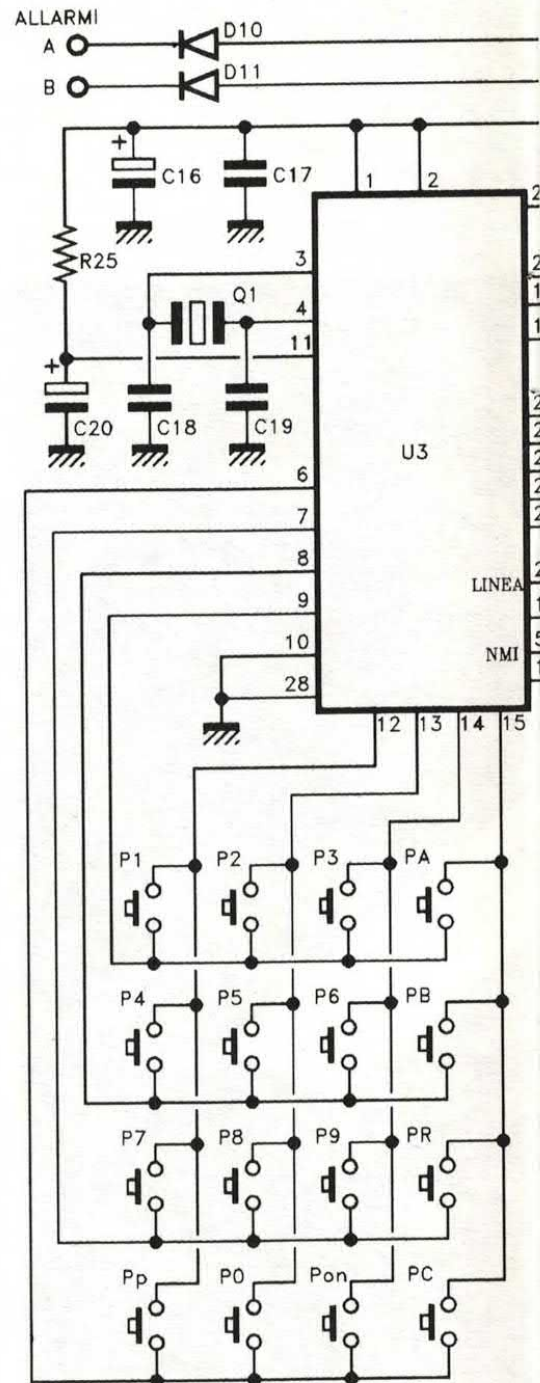 ALLARMI
A
D10
B
D11
+
C16
C17
1
2
R25
3
Q1
4
11
+
C20
C18
C19
U3
6
7
8
LINEA
9
10
5
NMI
28
12
13
14
15
P1
P2
P3
PA
P4
P5
P6
PB
P7
P8
P9
PR
Pp
P0
Pon
PC